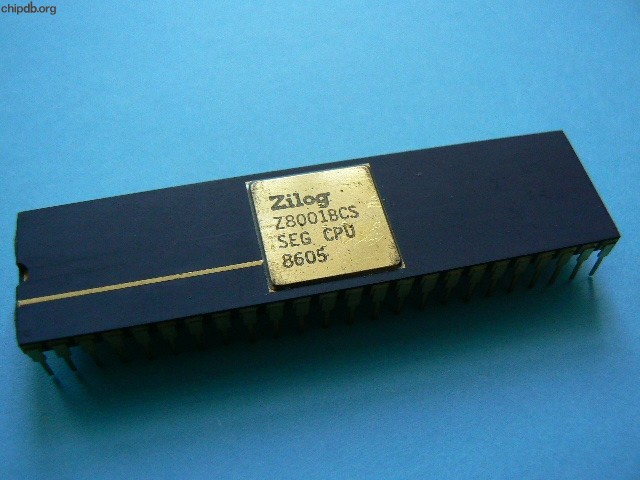 chipdb.org
Zilog
Z8001BCS
SEG CPU
8605